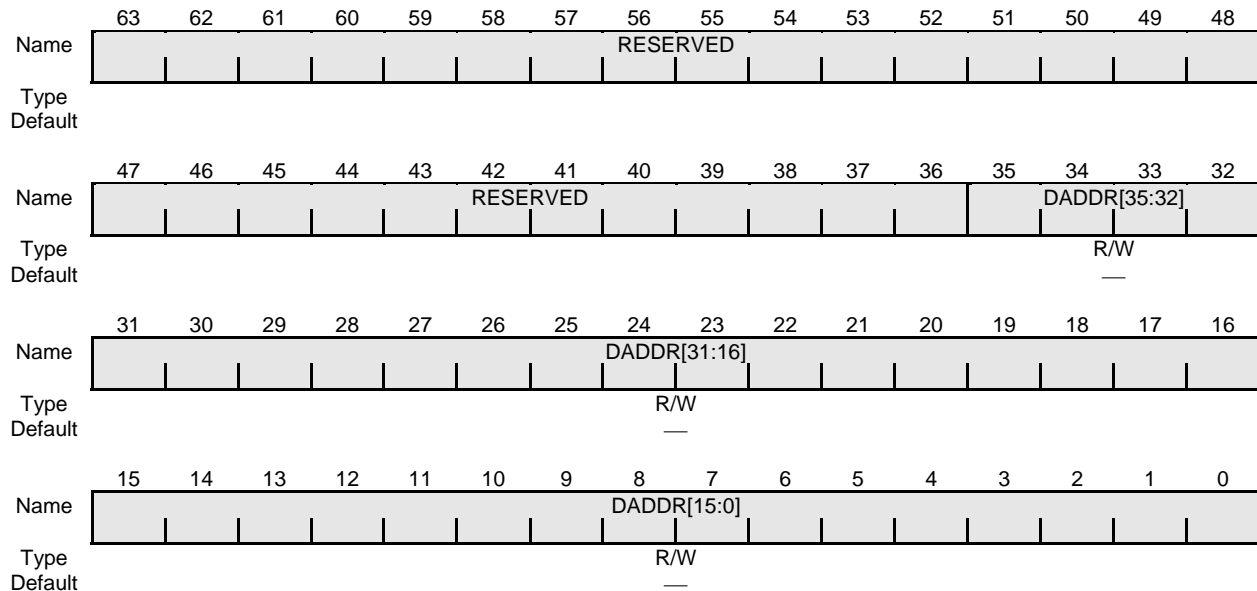 63 62 61 60 59 58 57 56 55 54 53 52 51 50 49 48
Name RESERVED
Type
Default
47 46 45 44 43 42 41 40 39 38 37 36 35 34 33 32
Name RESERVED DADDR[35:32]
Type R/W
Default —
31 30 29 28 27 26 25 24 23 22 21 20 19 18 17 16
Name DADDR[31:16]
Type R/W
Default —
15 14 13 12 11 10 9 8 7 6 5 4 3 2 1 0
Name DADDR[15:0]
Type R/W
Default —